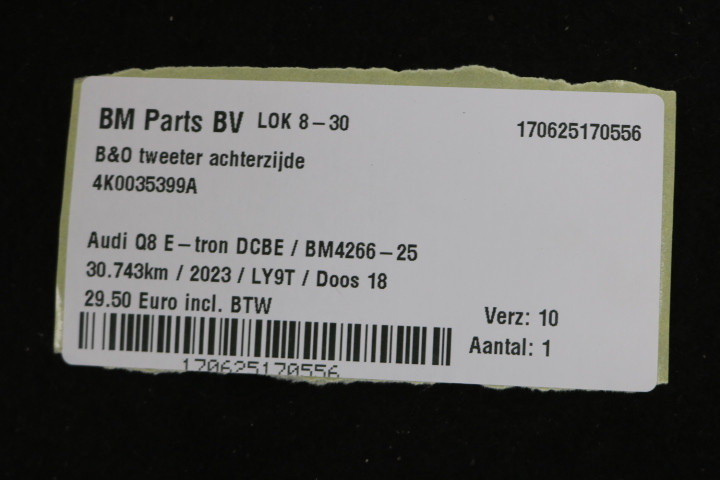 BM Parts BV LOK 8-30 170625170556
B&O tweeter achterzijde
4K0035399A
Audi Q8 E-tron DCBE / BM4266-25
30.743km / 2023 / LY9T / Doos 18
29.50 Euro incl. BTW
Verz: 10
Aantal: 1
170625170556